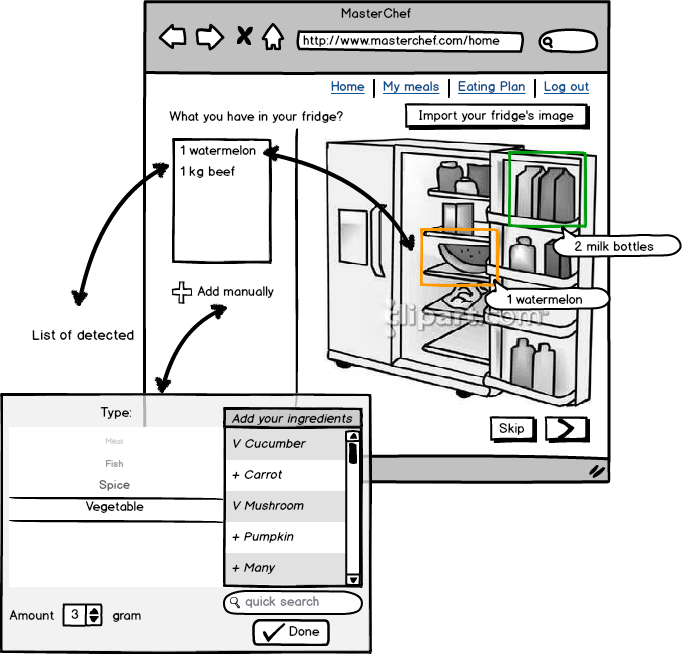 MasterChef
http://www.masterchef.com/home
Home
My meals
Eating Plan
Log out
What you have in your fridge?
Import your fridge's image
1 watermelon
1 kg beef
2 milk bottles
1 watermelon
clipart.com
Add manually
List of detected
Skip
Type:
Meat
Fish
Spice
Vegetable
Add your ingredients
V Cucumber
+ Carrot
V Mushroom
+ Pumpkin
+ Many
Amount 3 gram
quick search
Done